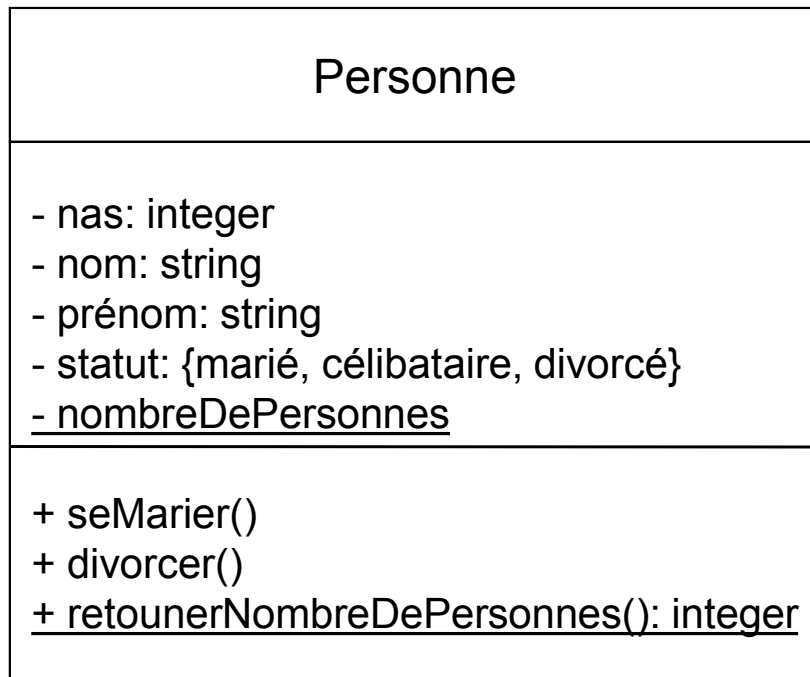 Personne
- nas: integer
- nom: string
- prénom: string
- statut: {marié, célibataire, divorcé}
- nombreDePersonnes
+ seMarier()
+ divorcer()
+ retounerNombreDePersonnes(): integer